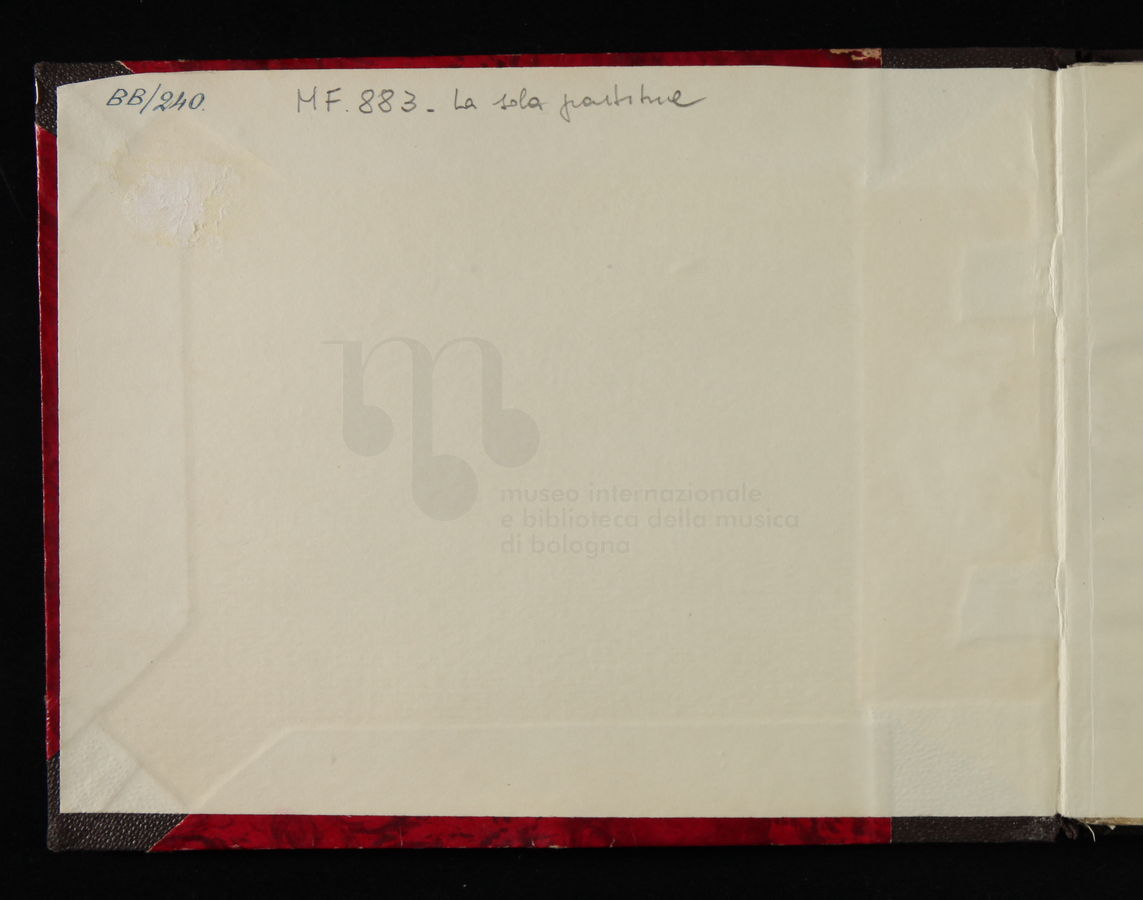 BB/240. MF. 883 - La sola partitura
museo internazionale
e biblioteca della musica
di bologna